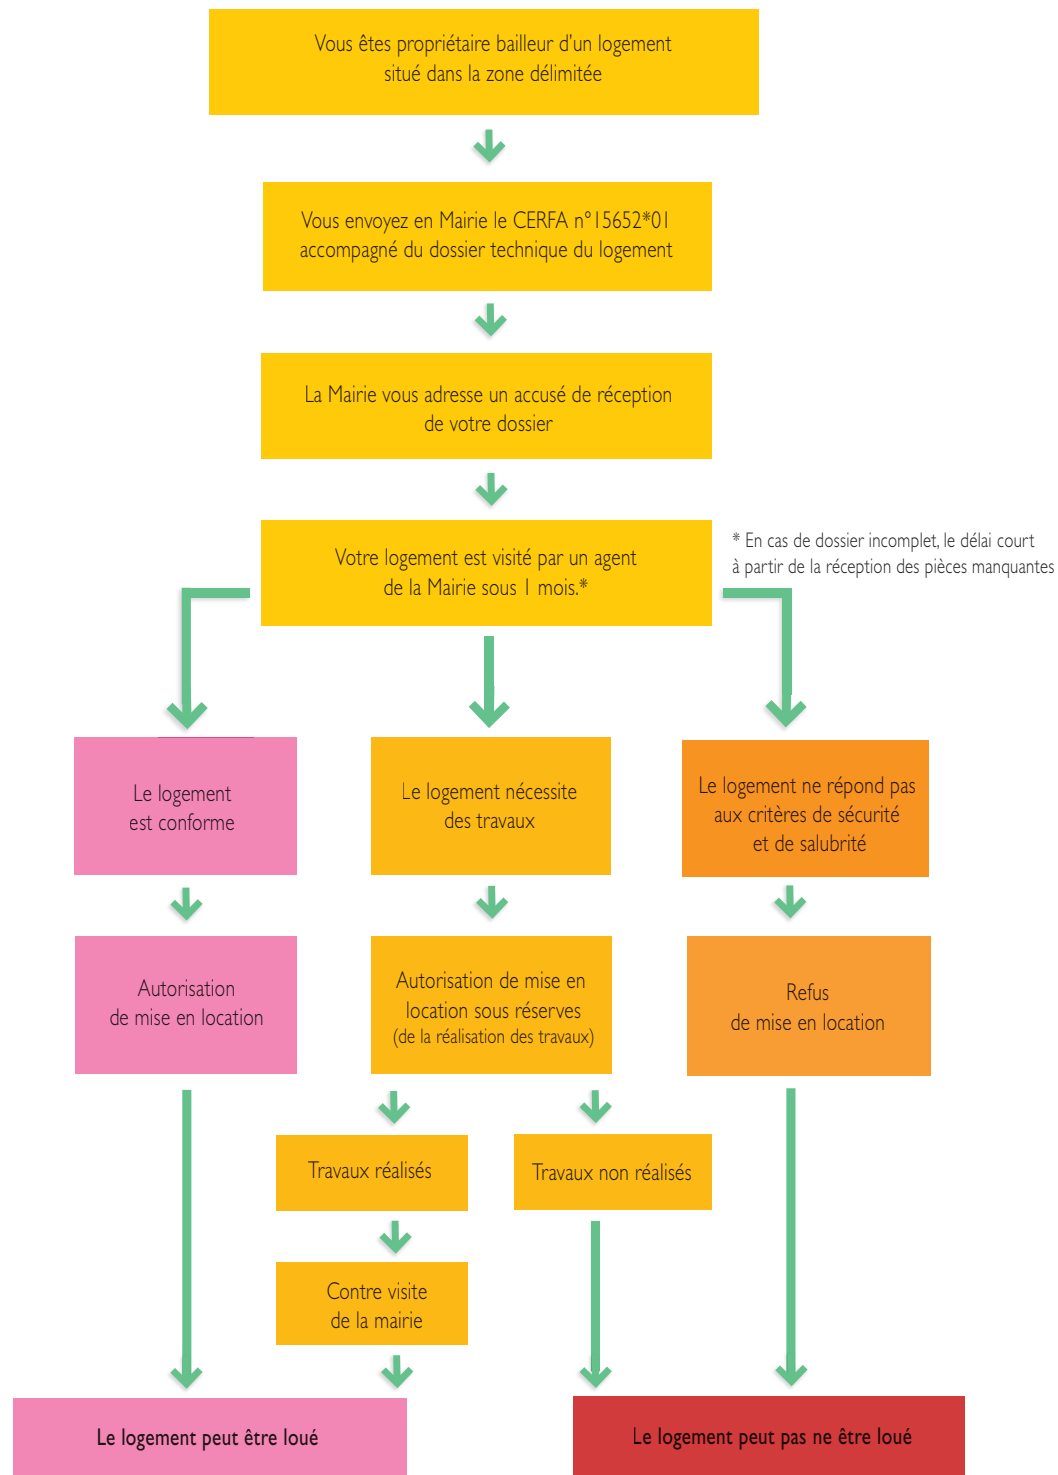 Vous êtes propriétaire bailleur d'un logement
situé dans la zone délimitée
Vous envoyez en Mairie le CERFA n°15652*01
accompagné du dossier technique du logement
La Mairie vous adresse un accusé de réception
de votre dossier
Votre logement est visité par un agent
de la Mairie sous 1 mois.*
* En cas de dossier incomplet, le délai court
à partir de la réception des pièces manquantes
Le logement
est conforme
Le logement nécessite
des travaux
Le logement ne répond pas
aux critères de sécurité
et de salubrité
Autorisation
de mise en location
Autorisation de mise en
location sous réserves
(de la réalisation des travaux)
Refus
de mise en location
Travaux réalisés
Travaux non réalisés
Contre visite
de la mairie
Le logement peut être loué
Le logement peut pas ne être loué